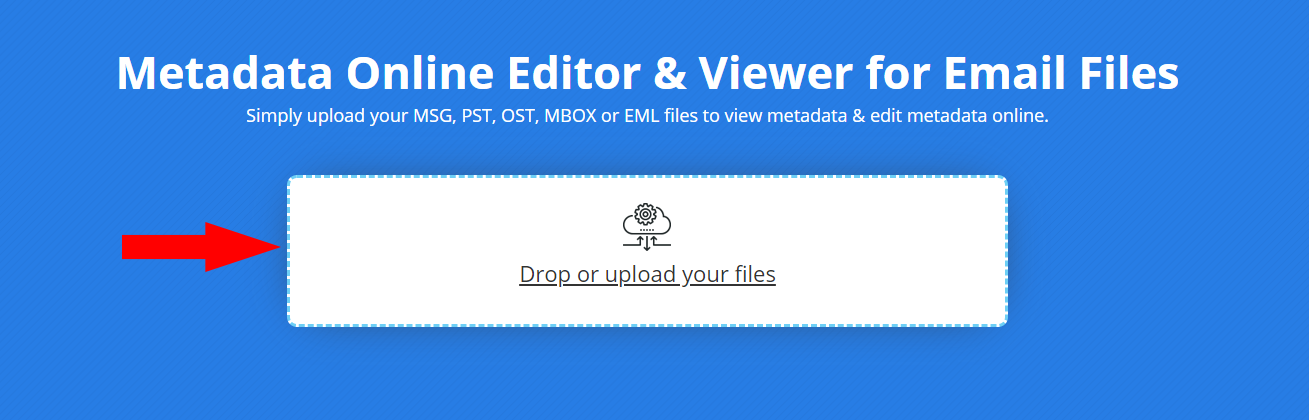 Metadata Online Editor & Viewer for Email Files
Simply upload your MSG, PST, OST, MBOX or EML files to view metadata & edit metadata online.
Drop or upload your files